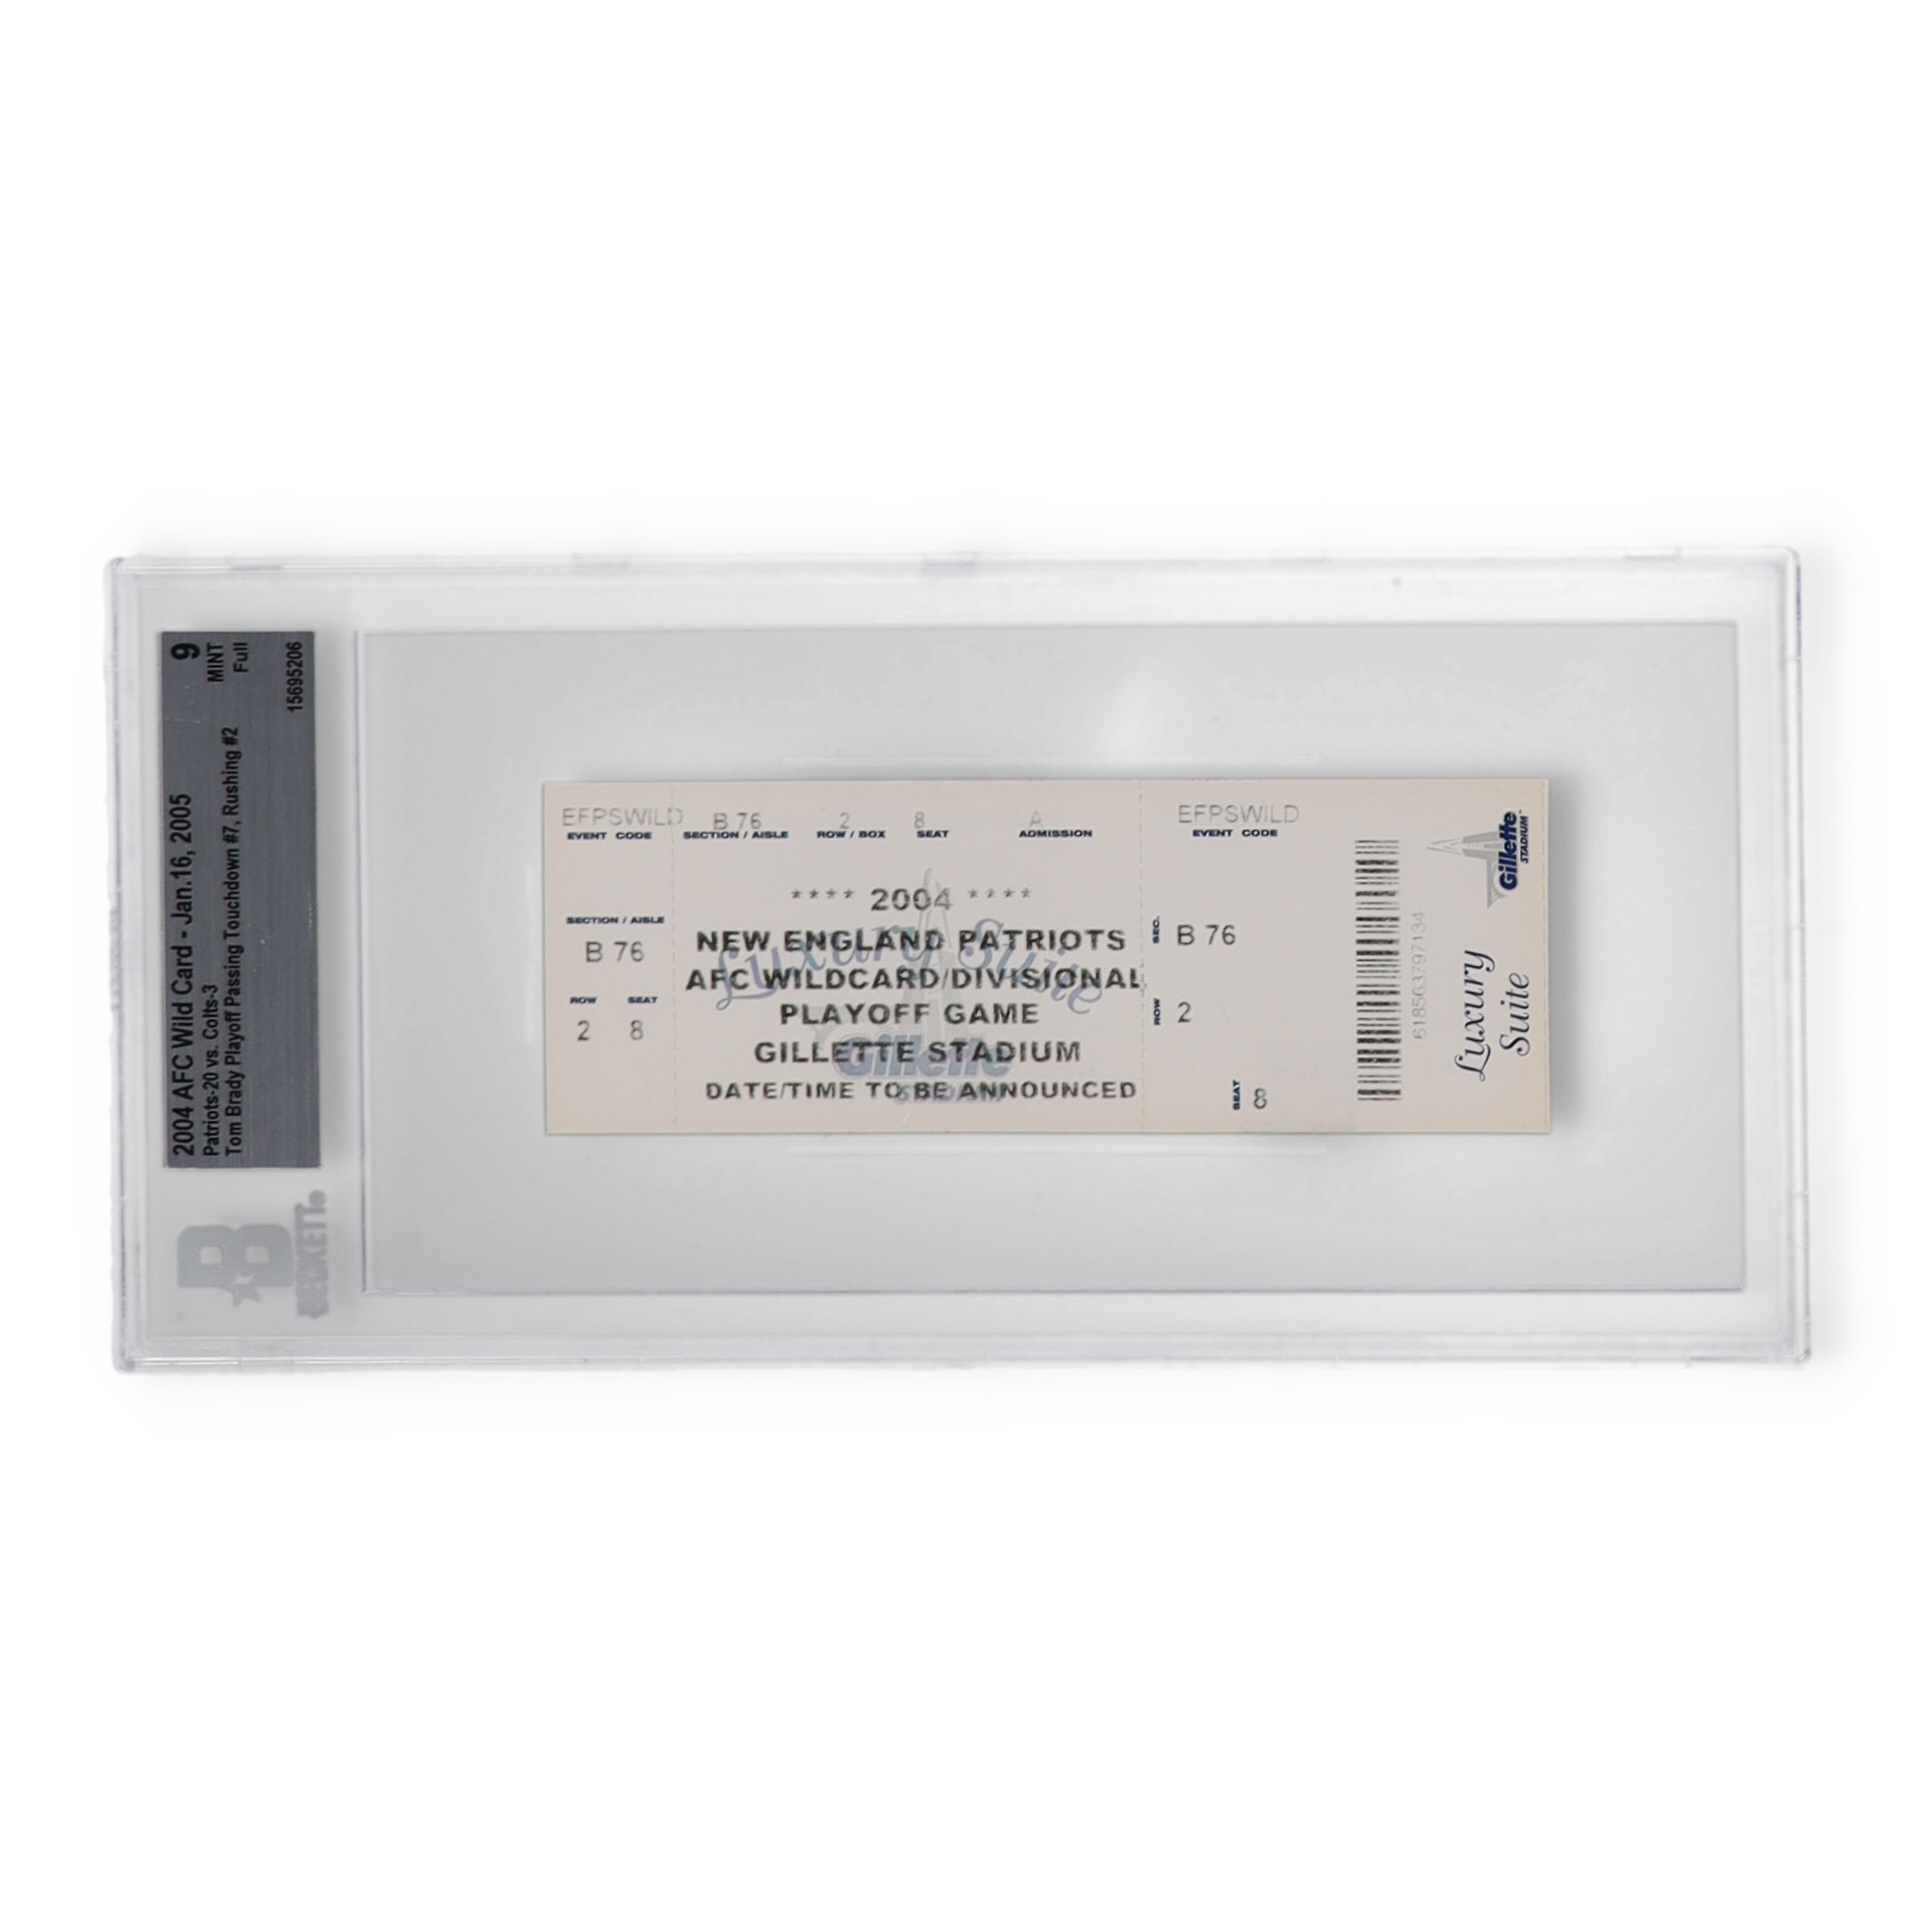 2004 AFC Wild Card - Jan.16, 2005
Patriots-20 vs. Colts-3
Tom Brady Playoff Passing Touchdown #7, Rushing #2
9
MINT
Full
15695206
BECKETT
EFPSWILD
EVENT CODE
SECTION / AISLE
B 76
ROW SEAT
2 8
B 76 2 8 A
SECTION / AISLE ROW / BOX SEAT ADMISSION
**** 2004 ****
NEW ENGLAND PATRIOTS
AFC WILDCARD/DIVISIONAL
PLAYOFF GAME
GILLETTE STADIUM
DATE/TIME TO BE ANNOUNCED
Luxury Suite
Gillette
STADIUM
EFPSWILD
EVENT CODE
SEC. B 76
ROW 2
SEAT 8
618563797134
Luxury
Suite
Gillette
STADIUM